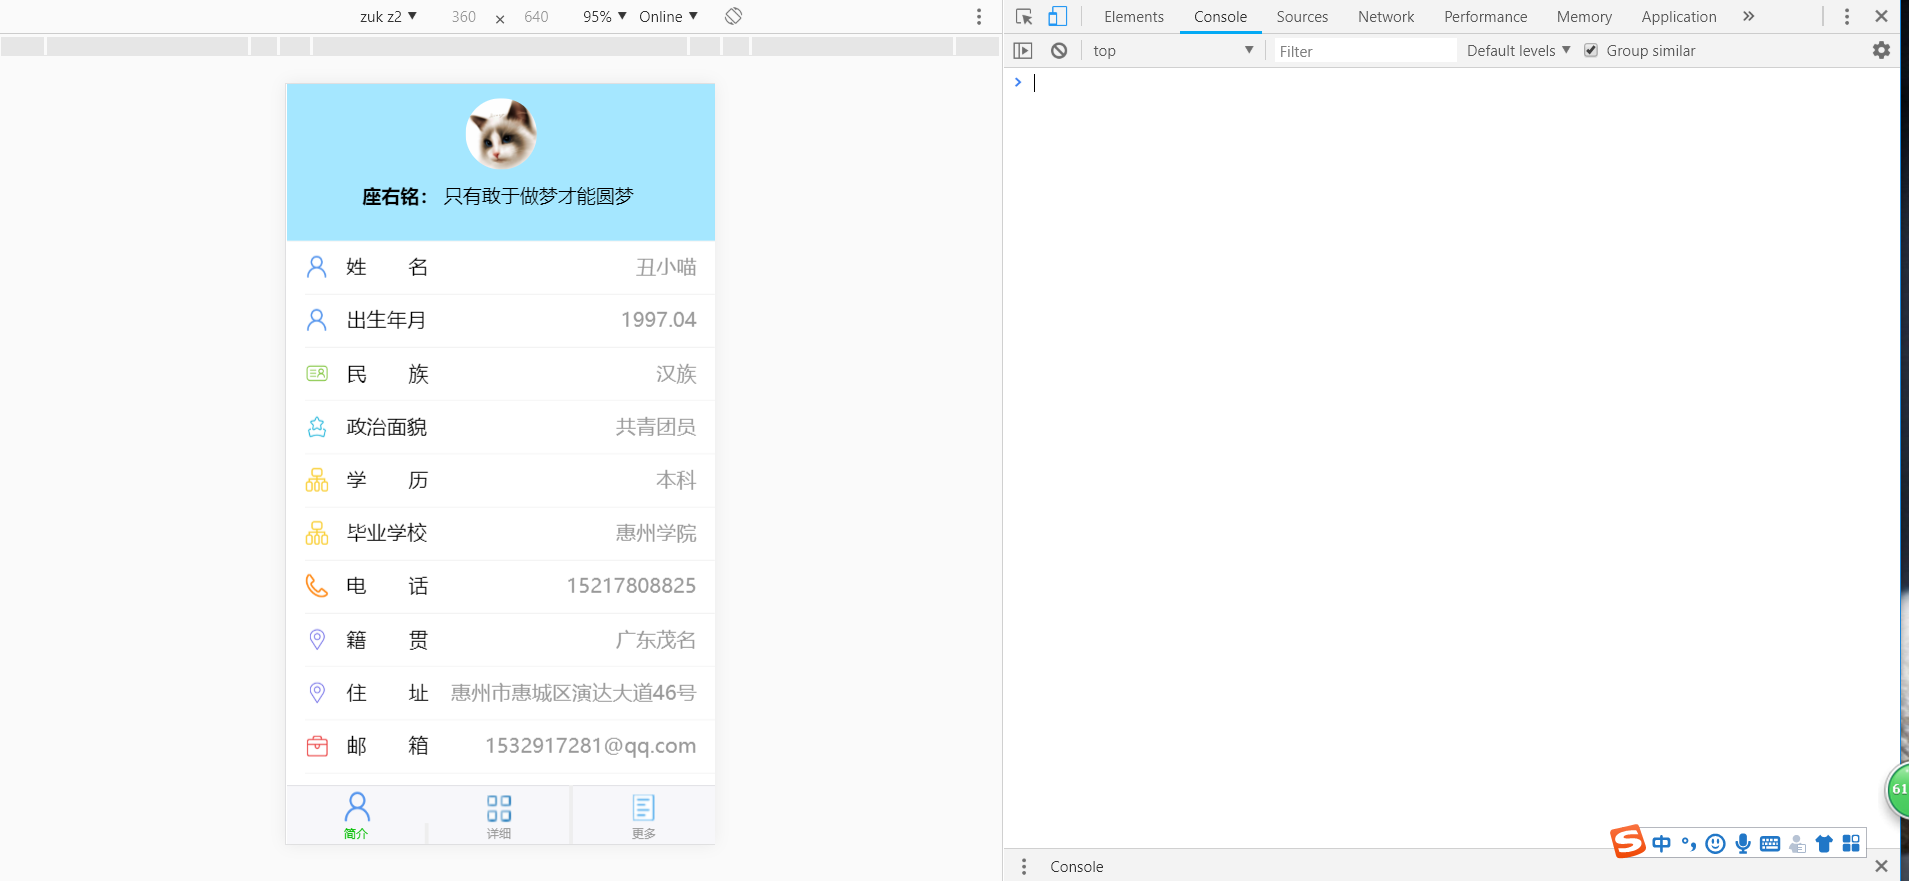 zuk z2 ▼ 360 × 640 95% ▼ Online ▼
Elements Console Sources Network Performance Memory Application »
top ▼ Filter Default levels ▼ Group similar
座右铭： 只有敢于做梦才能圆梦
姓 名 丑小喵
出生年月 1997.04
民 族 汉族
政治面貌 共青团员
学 历 本科
毕业学校 惠州学院
电 话 15217808825
籍 贯 广东茂名
住 址 惠州市惠城区演达大道46号
邮 箱 1532917281@qq.com
简介 详细 更多
61
中
Console